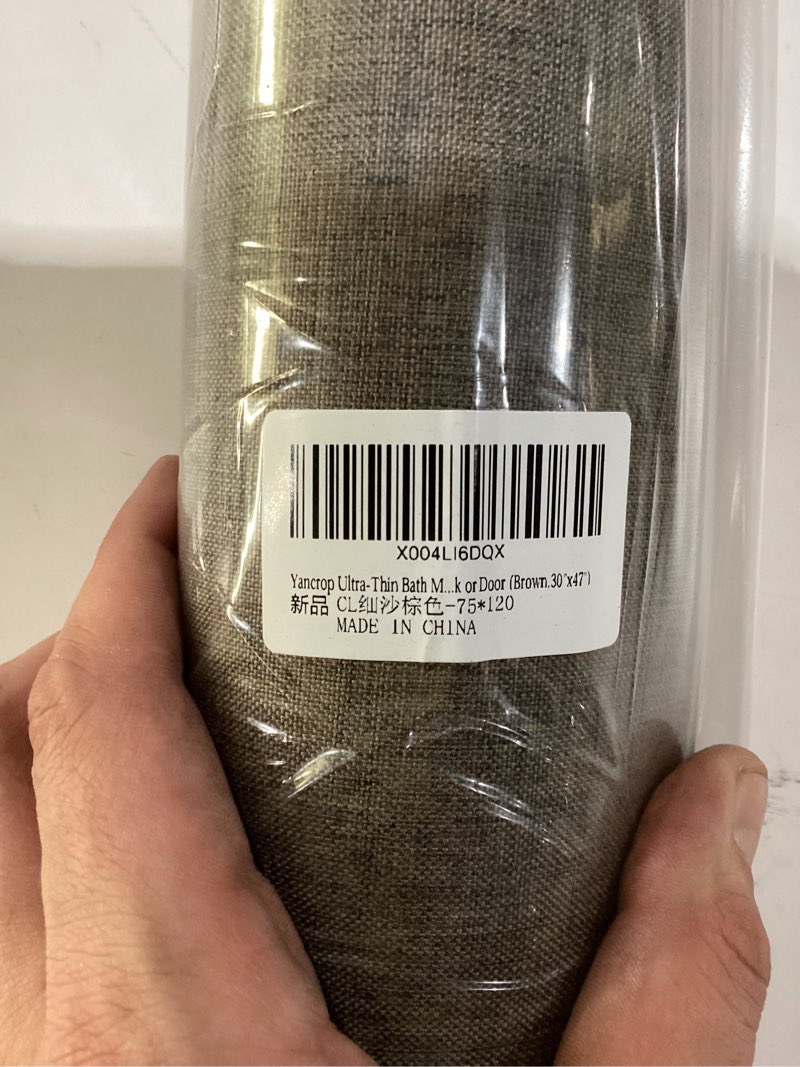 X004LI6DQX
Yancrop Ultra-Thin Bath M...k or Door (Brown.30"x47")
新品 CL细沙棕色-75*120
MADE IN CHINA